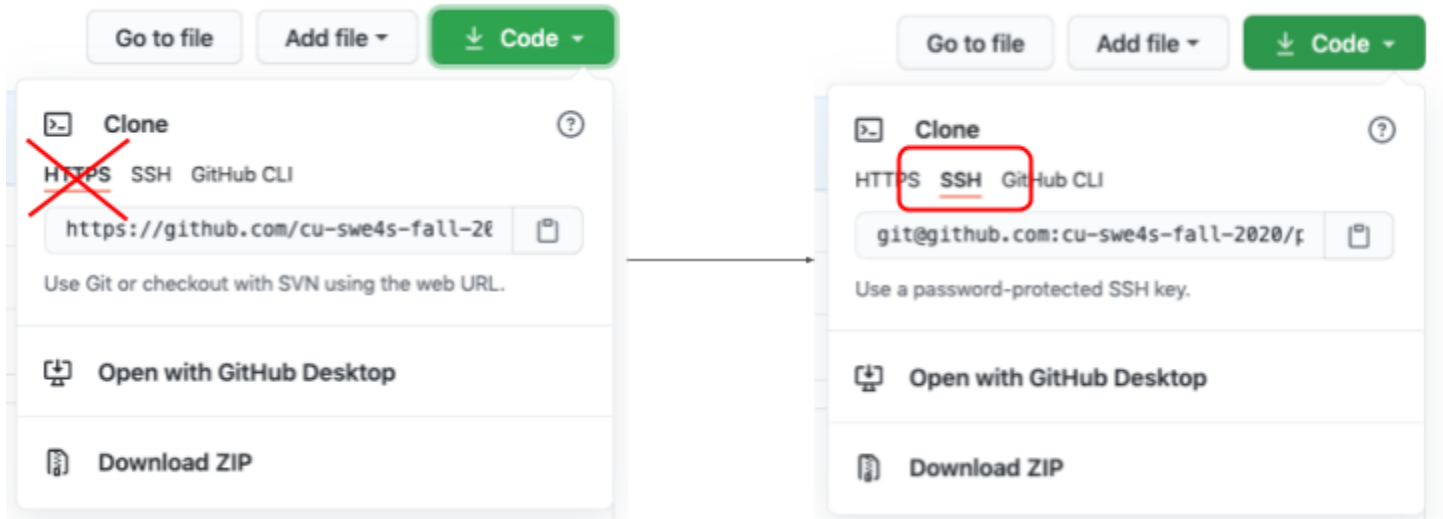 Go to file Add file Code
Clone
HTTPS SSH GitHub CLI
https://github.com/cu-swe4s-fall-20
Use Git or checkout with SVN using the web URL.
Open with GitHub Desktop
Download ZIP
Go to file Add file Code
Clone
HTTPS SSH GitHub CLI
git@github.com:cu-swe4s-fall-2020/p
Use a password-protected SSH key.
Open with GitHub Desktop
Download ZIP